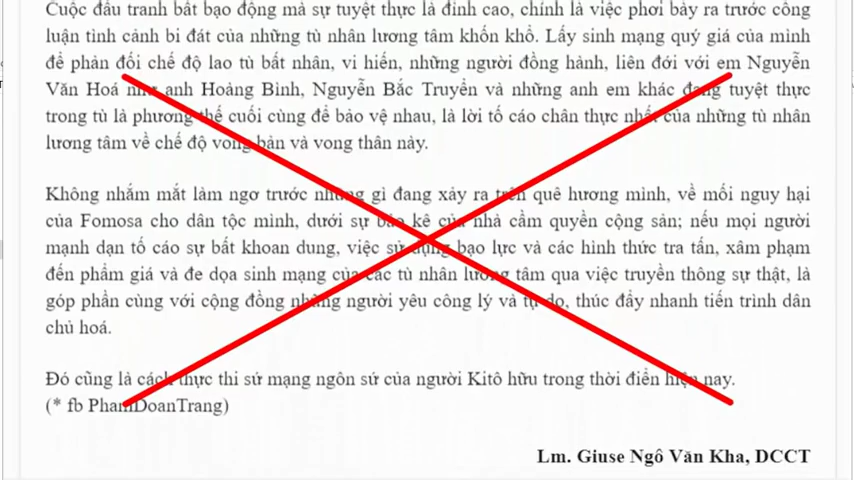 Cuộc đấu tranh bất bạo động mà sự tuyệt thực là đỉnh cao, chính là việc phơi bày ra trước công
luận tình cảnh bi đát của những tù nhân lương tâm khốn khổ. Lấy sinh mạng quý giá của mình
để phản đối chế độ lao tù bất nhân, vi hiến, những người đồng hành, liên đới với em Nguyễn
Văn Hoá như anh Hoàng Bình, Nguyễn Bắc Truyển và những anh em khác đang tuyệt thực
trong tù là phương thế cuối cùng để bảo vệ nhau, là lời tố cáo chân thực nhất của những tù nhân
lương tâm về chế độ vong bản và vong thân này.
Không nhắm mắt làm ngơ trước những gì đang xảy ra trên quê hương mình, về mối nguy hại
của Fomosa cho dân tộc mình, dưới sự bảo kê của nhà cầm quyền cộng sản; nếu mọi người
mạnh dạn tố cáo sự bất khoan dung, việc sử dụng bạo lực và các hình thức tra tấn, xâm phạm
đến phẩm giá và đe dọa sinh mạng của các tù nhân lương tâm qua việc truyền thông sự thật, là
góp phần cùng với cộng đồng những người yêu công lý và tự do, thúc đẩy nhanh tiến trình dân
chủ hoá.
Đó cũng là cách thực thi sứ mạng ngôn sứ của người Kitô hữu trong thời điền hiện nay.
(* fb PhamDoanTrang)
Lm. Giuse Ngô Văn Kha, DCCT